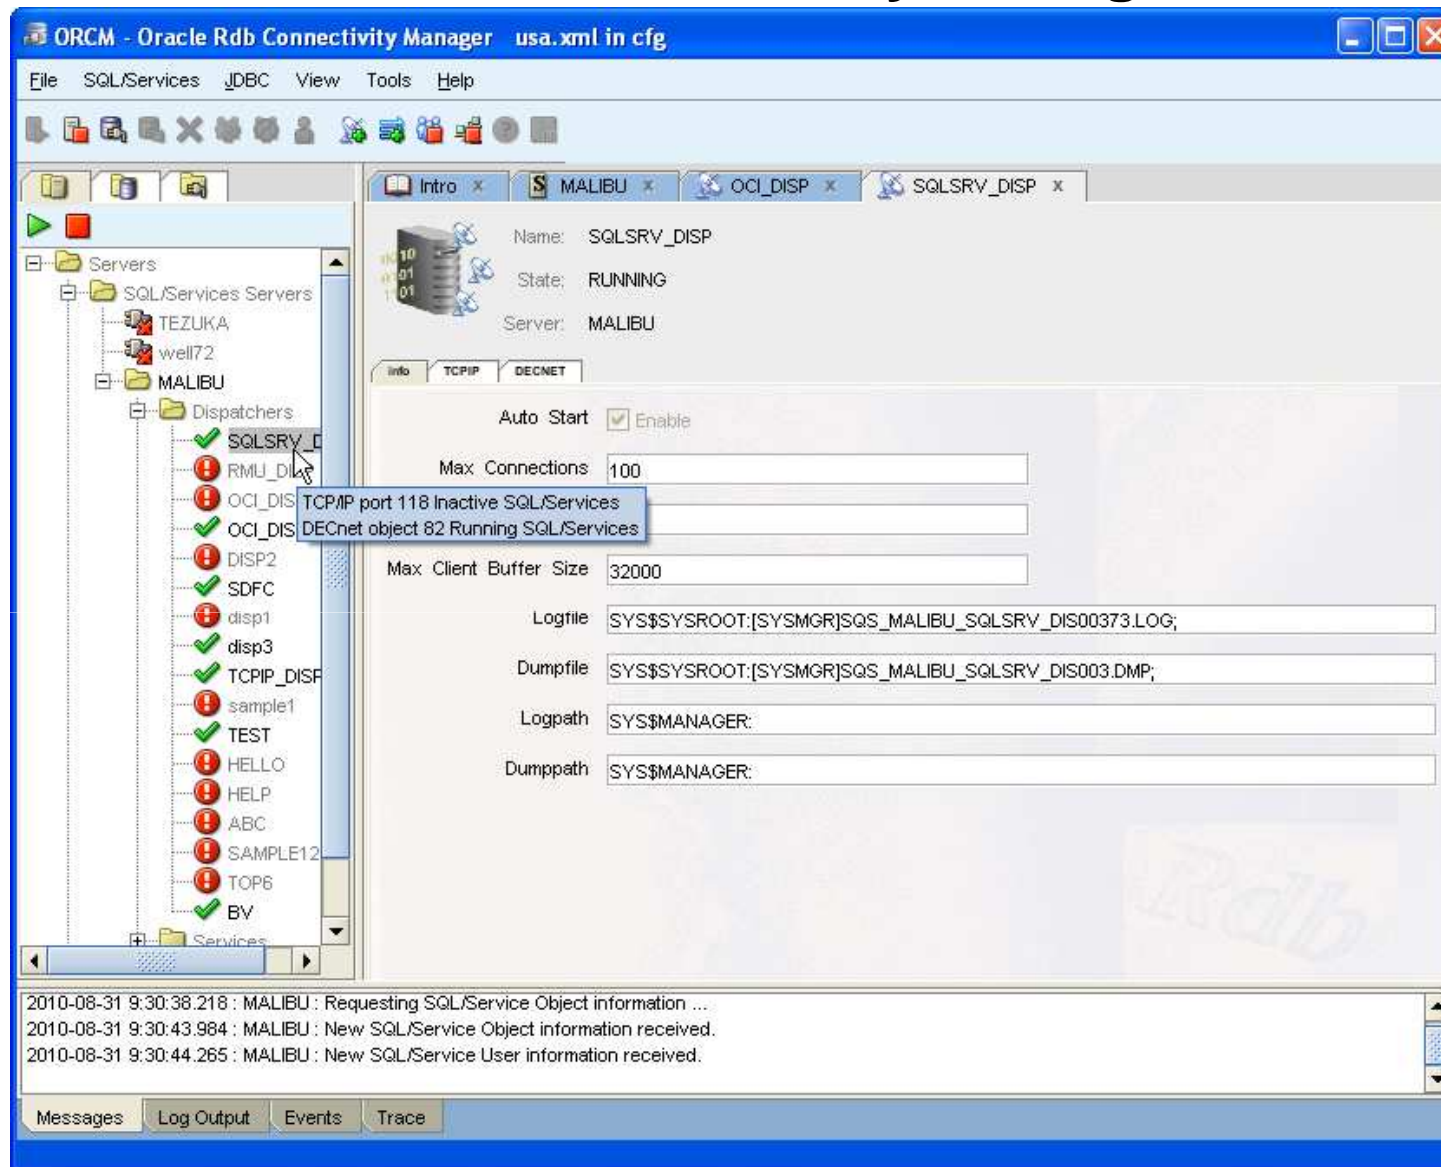 ORCM - Oracle Rdb Connectivity Manager usa.xml in cfg
File SQL/Services JDBC View Tools Help
Intro x MALIBU x OCI_DISP x SQLSRV_DISP x
Name: SQLSRV_DISP
State: RUNNING
Server: MALIBU
Servers
SQL/Services Servers
TEZUKA
well72
MALIBU
Dispatchers
SQLSRV_D
RMU_DI
OCI_DIS
OCI_DIS
DISP2
SDFC
disp1
disp3
TCPIP_DISP
sample1
TEST
HELLO
HELP
ABC
SAMPLE12
TOP6
BV
Services
TCP/IP port 118 Inactive SQL/Services
DECnet object 82 Running SQL/Services
info TCPIP DECNET
Auto Start Enable
Max Connections 100
Max Client Buffer Size 32000
Logfile SYS$SYSROOT:[SYSMGR]SQS_MALIBU_SQLSRV_DIS00373.LOG;
Dumpfile SYS$SYSROOT:[SYSMGR]SQS_MALIBU_SQLSRV_DIS003.DMP;
Logpath SYS$MANAGER:
Dumppath SYS$MANAGER:
Rdb
2010-08-31 9:30:38.218 : MALIBU : Requesting SQL/Service Object information ...
2010-08-31 9:30:43.984 : MALIBU : New SQL/Service Object information received.
2010-08-31 9:30:44.265 : MALIBU : New SQL/Service User information received.
Messages Log Output Events Trace